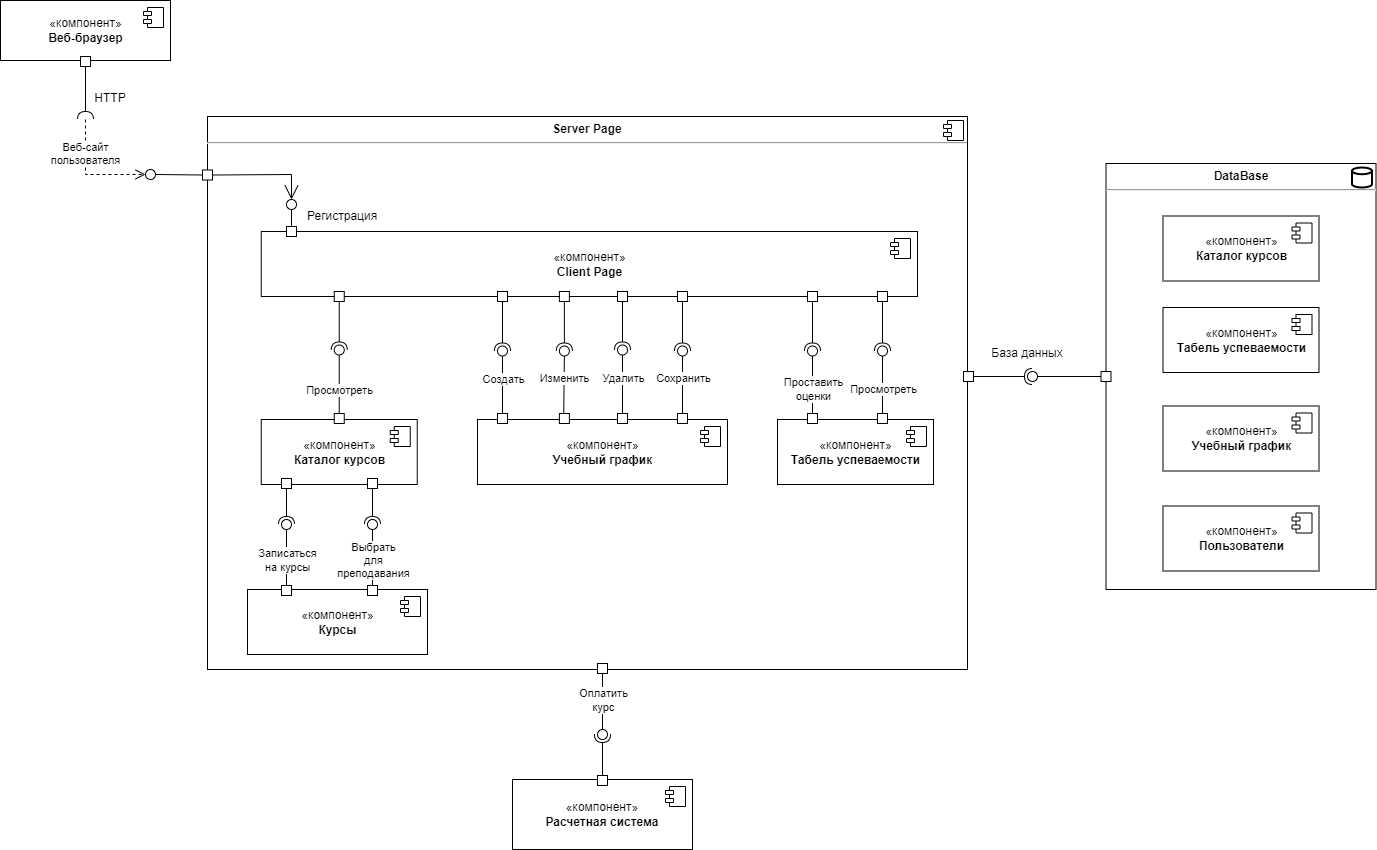 «компонент»
Веб-браузер
HTTP
Веб-сайт
пользователя
Server Page
Регистрация
«компонент»
Client Page
Просмотреть
Создать
Изменить
Удалить
Сохранить
Проставить
оценки
Просмотреть
«компонент»
Каталог курсов
«компонент»
Учебный график
«компонент»
Табель успеваемости
Записаться
на курсы
Выбрать
для
преподавания
«компонент»
Курсы
База данных
DataBase
«компонент»
Каталог курсов
«компонент»
Табель успеваемости
«компонент»
Учебный график
«компонент»
Пользователи
Оплатить
курс
«компонент»
Расчетная система